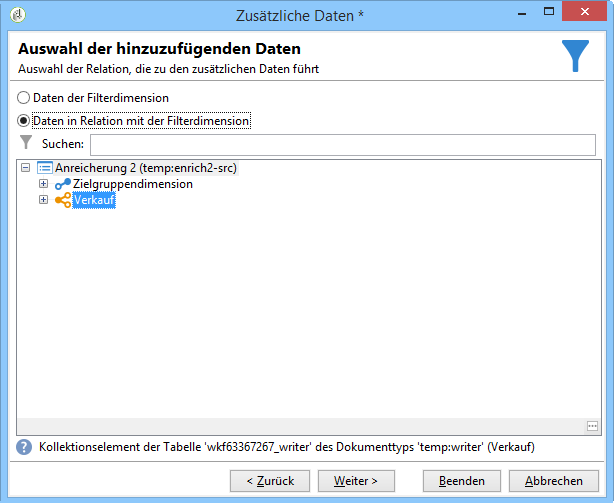 Zusätzliche Daten *
Auswahl der hinzuzufügenden Daten
Auswahl der Relation, die zu den zusätzlichen Daten führt
Daten der Filterdimension
Daten in Relation mit der Filterdimension
Suchen:
Anreicherung 2 (temp:enrich2-src)
Zielgruppendimension
Verkauf
Kollektionselement der Tabelle 'wkf63367267_writer' des Dokumenttyps 'temp:writer' (Verkauf)
< Zurück Weiter > Beenden Abbrechen